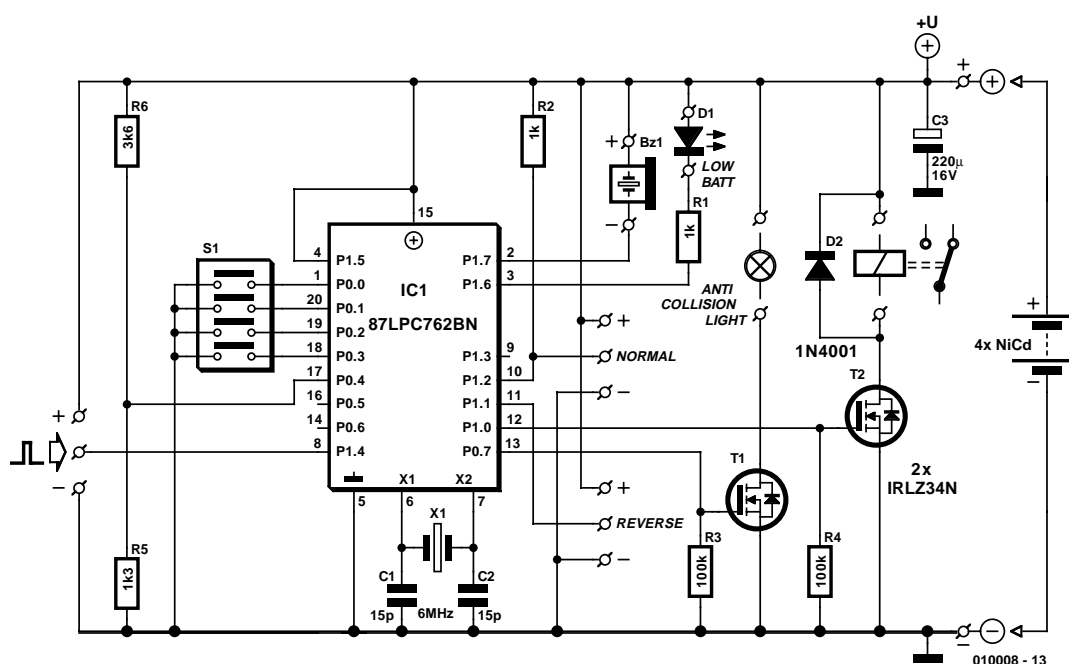 +U
+
R6
3k6
R2
1k
+
Bz1
D1
LOW
BATT
R1
1k
C3
220µ
16V
15
S1
4 P1.5
P1.7 2
1 P0.0
P1.6 3
20 P0.1
IC1
19 P0.2
87LPC762BN
18 P0.3
P1.3 9
17 P0.4
P1.2 10
16 P0.5
P1.1 11
14 P0.6
P1.0 12
8 P1.4
P0.7 13
X1 X2
5 6 7
ANTI
COLLISION
LIGHT
D2
1N4001
+
4x NiCd
–
+
NORMAL
–
+
REVERSE
–
+
–
T2
T1
2x
IRLZ34N
X1
R5
1k3
C1
15p
6MHz
C2
15p
R3
100k
R4
100k
–
010008 - 13